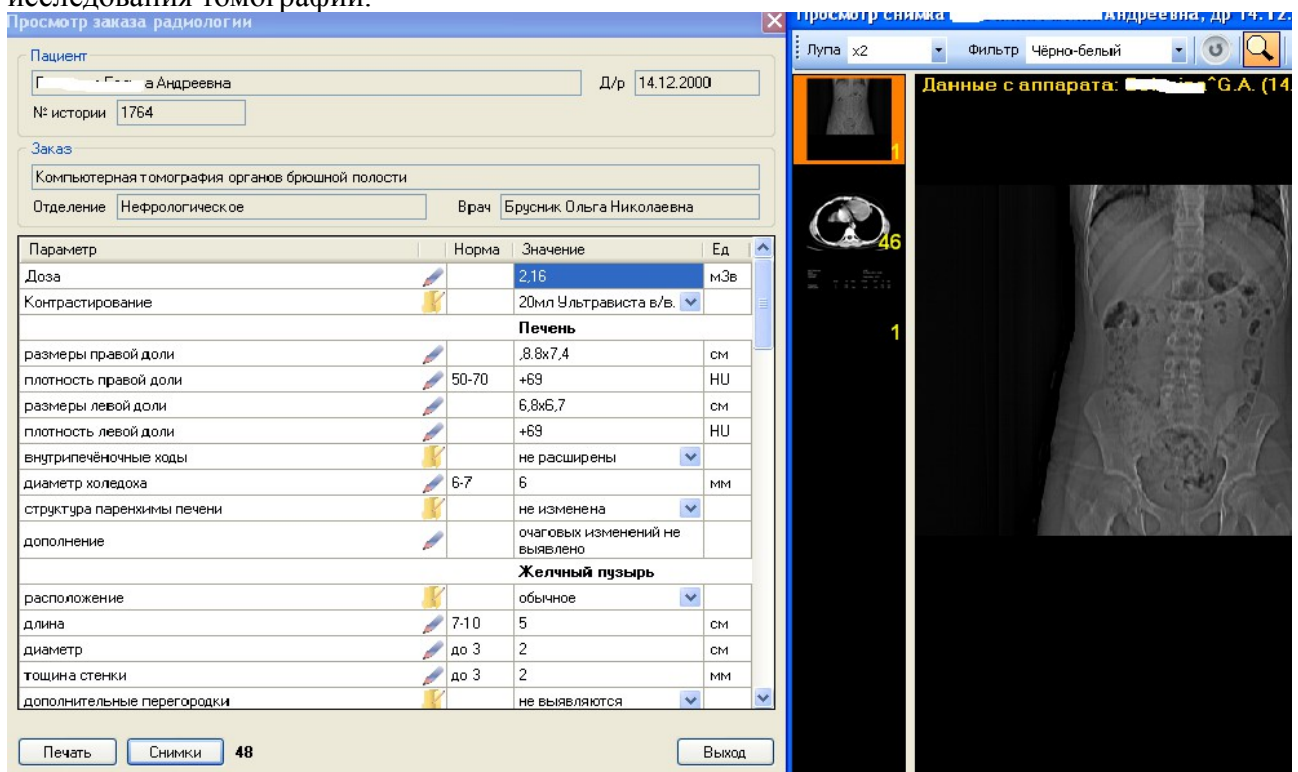 исследования томографии.
Просмотр заказа радиологии
Пациент
а Андреевна Д/р 14.12.2000
№ истории 1764
Заказ
Компьютерная томография органов брюшной полости
Отделение Нефрологическое Врач Брусник Ольга Николаевна
Параметр Норма Значение Ед
Доза 2,16 мЗв
Контрастирование 20мл Ультрависта в/в.
Печень
размеры правой доли ,8.8х7,4 см
плотность правой доли 50-70 +69 HU
размеры левой доли 6,8х6,7 см
плотность левой доли +69 HU
внутрипечёночные ходы не расширены
диаметр холедоха 6-7 6 мм
структура паренхимы печени не изменена
дополнение очаговых изменений не
выявлено
Желчный пузырь
расположение обычное
длина 7-10 5 см
диаметр до 3 2 см
тощина стенки до 3 2 мм
дополнительные перегородки не выявляются
Печать Снимки 48 Выход
Просмотр снимка Андреевна, др 14.12.
Лупа x2 Фильтр Чёрно-белый
1
46
1
Данные с аппарата: ^G.A. (14.